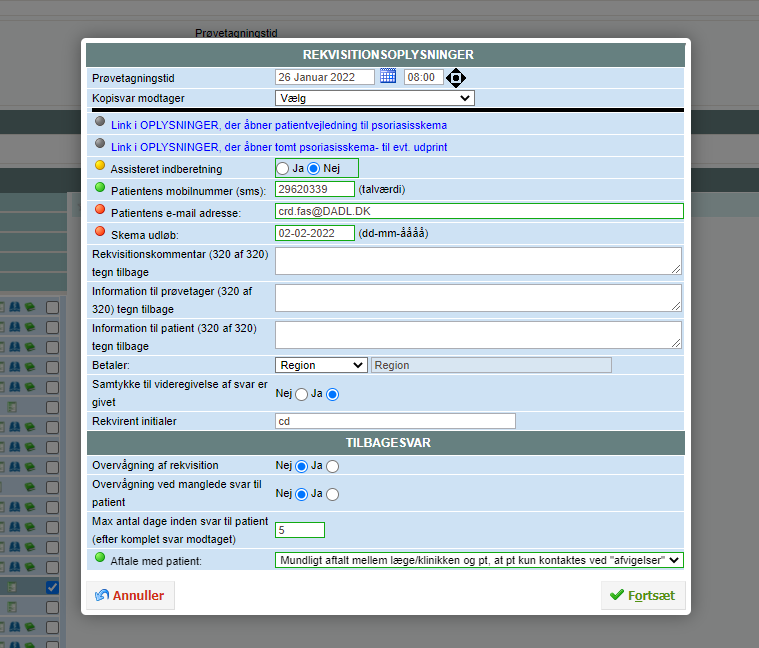 Prøvetagningstid
REKVISITIONSOPLYSNINGER
Prøvetagningstid 26 Januar 2022 08:00
Kopisvar modtager Vælg
Link i OPLYSNINGER, der åbner patientvejledning til psoriasisskema
Link i OPLYSNINGER, der åbner tomt psoriasisskema- til evt. udprint
Assisteret indberetning Ja Nej
Patientens mobilnummer (sms): 29620339 (talværdi)
Patientens e-mail adresse: crd.fas@DADL.DK
Skema udløb: 02-02-2022 (dd-mm-åååå)
Rekvisitionskommentar (320 af 320)
tegn tilbage
Information til prøvetager (320 af
320) tegn tilbage
Information til patient (320 af 320)
tegn tilbage
Betaler: Region Region
Samtykke til videregivelse af svar er
givet Nej Ja
Rekvirent initialer cd
TILBAGESVAR
Overvågning af rekvisition Nej Ja
Overvågning ved manglede svar til
patient Nej Ja
Max antal dage inden svar til patient
(efter komplet svar modtaget) 5
Aftale med patient: Mundligt aftalt mellem læge/klinikken og pt, at pt kun kontaktes ved "afvigelser"
Annuller Fortsæt